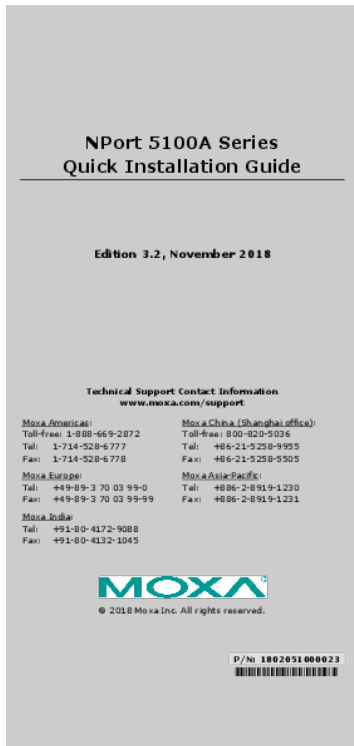 NPort 5100A Series
Quick Installation Guide
Edition 3.2, November 2018
Technical Support Contact Information
www.moxa.com/support
Moxa Americas:
Toll-free: 1-888-669-2872
Tel: 1-714-528-6777
Fax: 1-714-528-6778
Moxa China (Shanghai office):
Toll-free: 800-820-5036
Tel: +86-21-5258-9955
Fax: +86-21-5258-5505
Moxa Europe:
Tel: +49-89-3 70 03 99-0
Fax: +49-89-3 70 03 99-99
Moxa Asia-Pacific:
Tel: +886-2-8919-1230
Fax: +886-2-8919-1231
Moxa India:
Tel: +91-80-4172-9088
Fax: +91-80-4132-1045
MOXA®
© 2018 Moxa Inc. All rights reserved.
P/N: 1802051000023